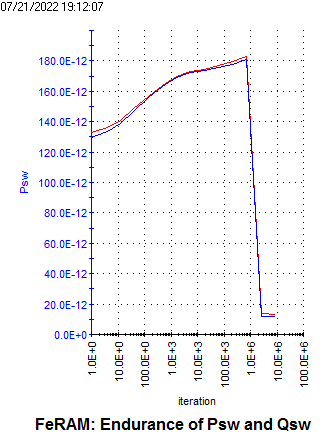 07/21/2022 19:12:07
180.0E-12
160.0E-12
140.0E-12
120.0E-12
100.0E-12
80.0E-12
60.0E-12
40.0E-12
20.0E-12
0.0E+0
Psw
1.0E+0
10.0E+0
100.0E+0
1.0E+3
10.0E+3
100.0E+3
1.0E+6
10.0E+6
100.0E+6
iteration
FeRAM: Endurance of Psw and Qsw